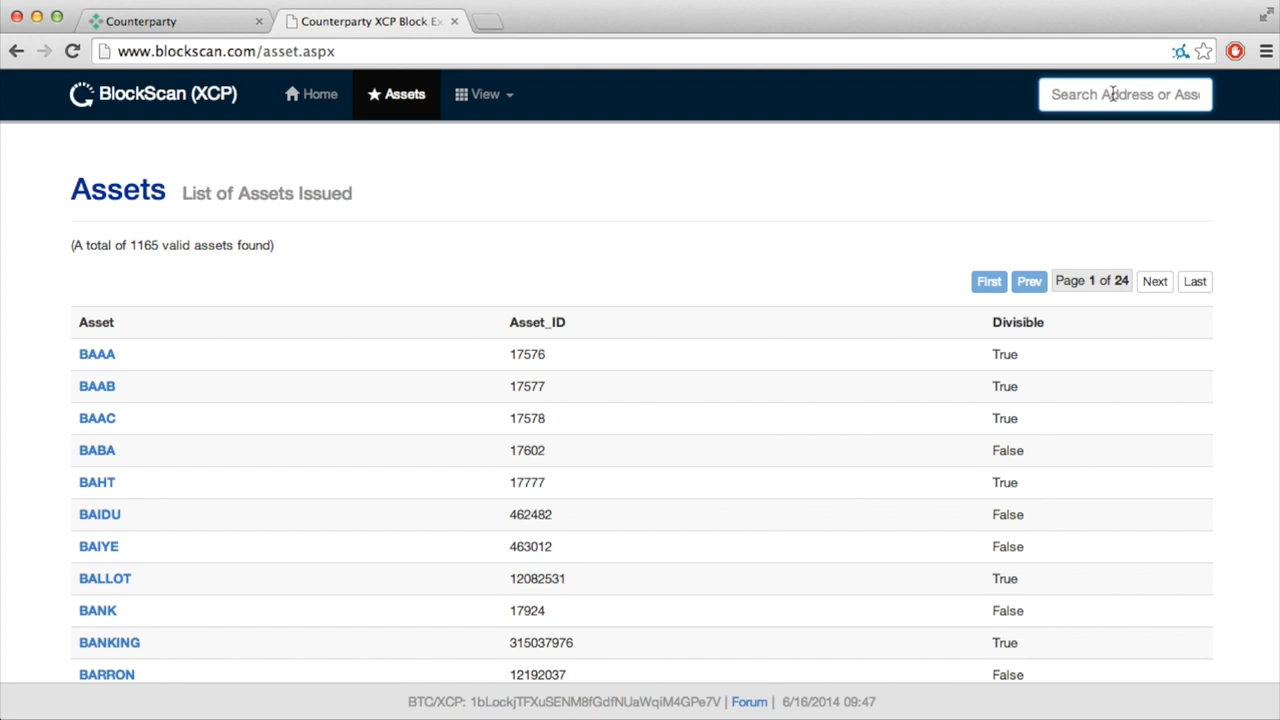 Counterparty
Counterparty XCP Block Ex
www.blockscan.com/asset.aspx
BlockScan (XCP) Home Assets View Search Address or Ass
Assets List of Assets Issued
(A total of 1165 valid assets found)
First Prev Page 1 of 24 Next Last
Asset Asset_ID Divisible
BAAA 17576 True
BAAB 17577 True
BAAC 17578 True
BABA 17602 False
BAHT 17777 True
BAIDU 462482 False
BAIYE 463012 False
BALLOT 12082531 True
BANK 17924 False
BANKING 315037976 True
BARRON 12192037 False
BTC/XCP: 1bLockjTFXuSENM8fGdfNUaWqiM4GPe7V | Forum | 6/16/2014 09:47